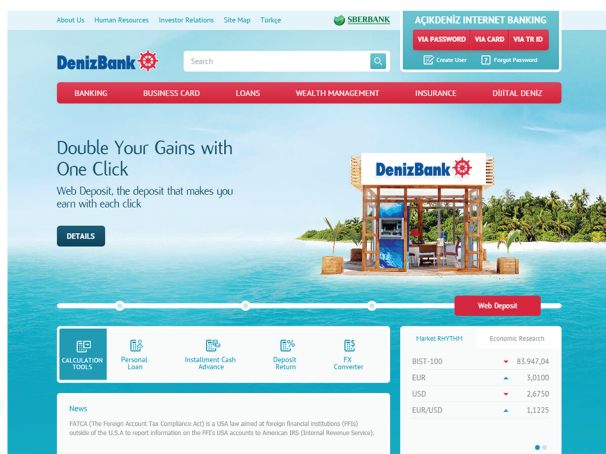 About Us Human Resources Investor Relations Site Map Türkçe
SBERBANK
AÇIKDENİZ INTERNET BANKING
VIA PASSWORD VIA CARD VIA TR ID
Create User Forgot Password
DenizBank
Search
BANKING BUSINESS CARD LOANS WEALTH MANAGEMENT INSURANCE DİJİTAL DENİZ
Double Your Gains with
One Click
Web Deposit, the deposit that makes you
earn with each click
DETAILS
DenizBank
Web Deposit
CALCULATION
TOOLS
Personal
Loan
Installment Cash
Advance
Deposit
Return
FX
Converter
Market RHYTHM Economic Research
BIST-100 83.947,04
EUR 3,0100
USD 2,6750
EUR/USD 1,1225
News
FATCA (The Foreign Account Tax Compliance Act) is a USA law aimed at foreign financial institutions (FFIs)
outside of the U.S.A to report information on the FFI's USA accounts to American IRS (Internal Revenue Service).